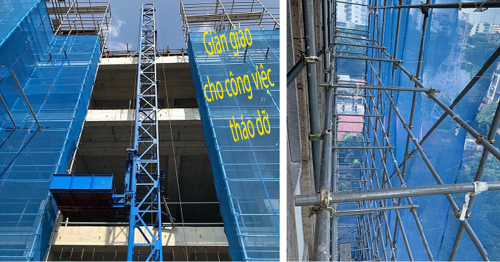 Giàn giáo
cho công việc
tháo dỡ